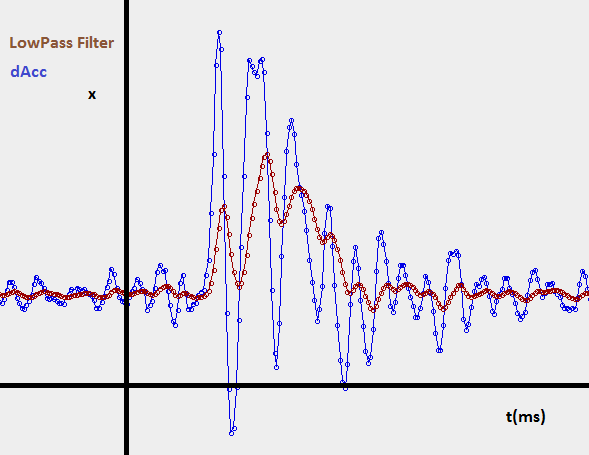 LowPass Filter
dAcc
x
t(ms)